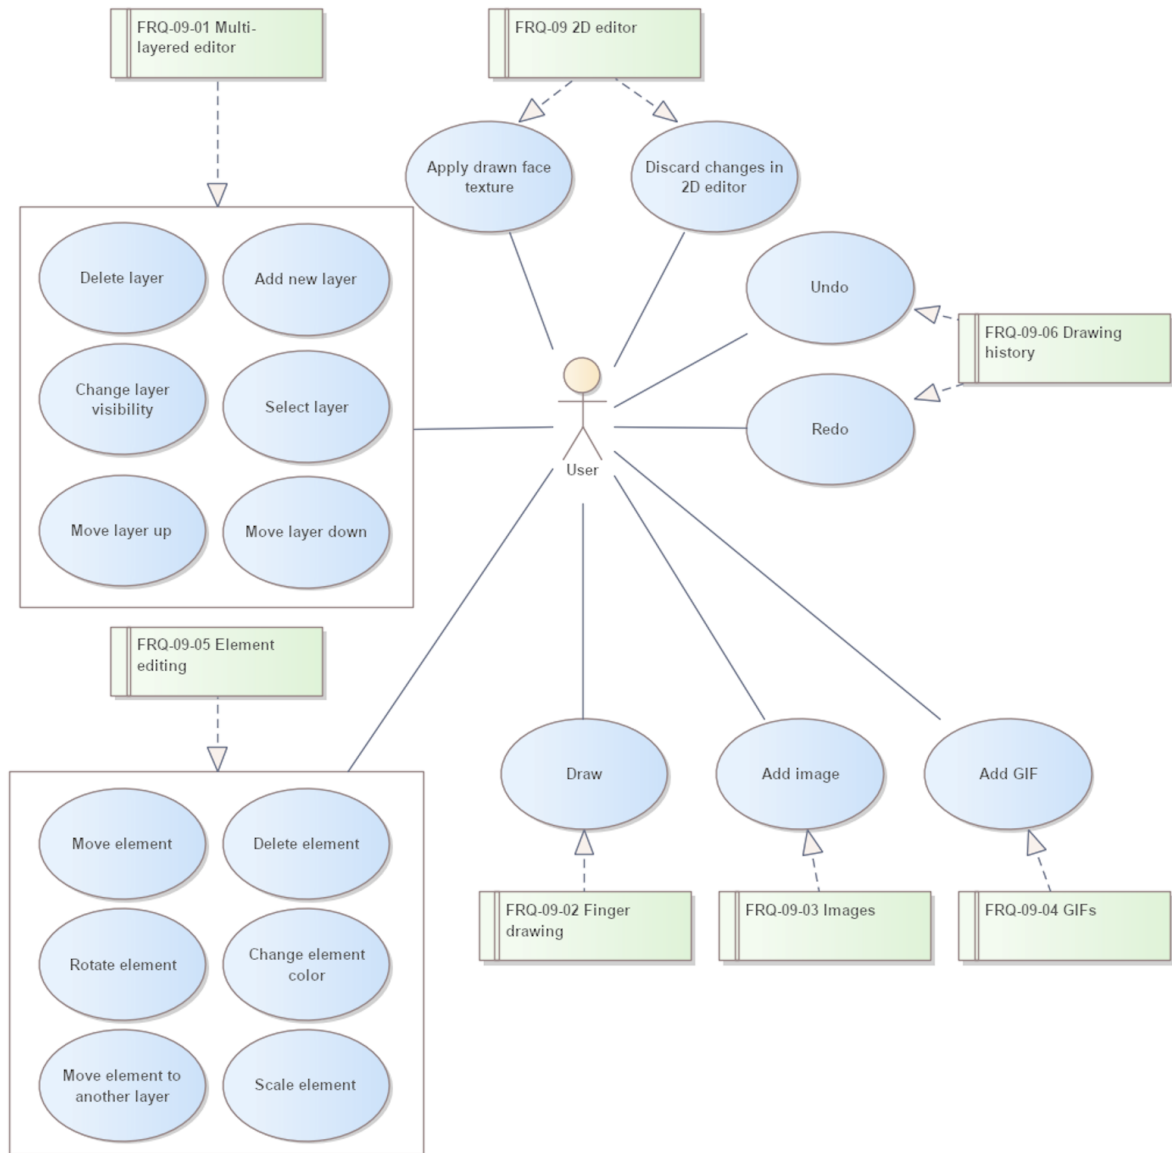 FRQ-09-01 Multi-
layered editor
FRQ-09 2D editor
Apply drawn face
texture
Discard changes in
2D editor
Delete layer
Add new layer
Change layer
visibility
Select layer
Move layer up
Move layer down
Undo
Redo
FRQ-09-06 Drawing
history
User
FRQ-09-05 Element
editing
Move element
Delete element
Rotate element
Change element
color
Move element to
another layer
Scale element
Draw
Add image
Add GIF
FRQ-09-02 Finger
drawing
FRQ-09-03 Images
FRQ-09-04 GIFs